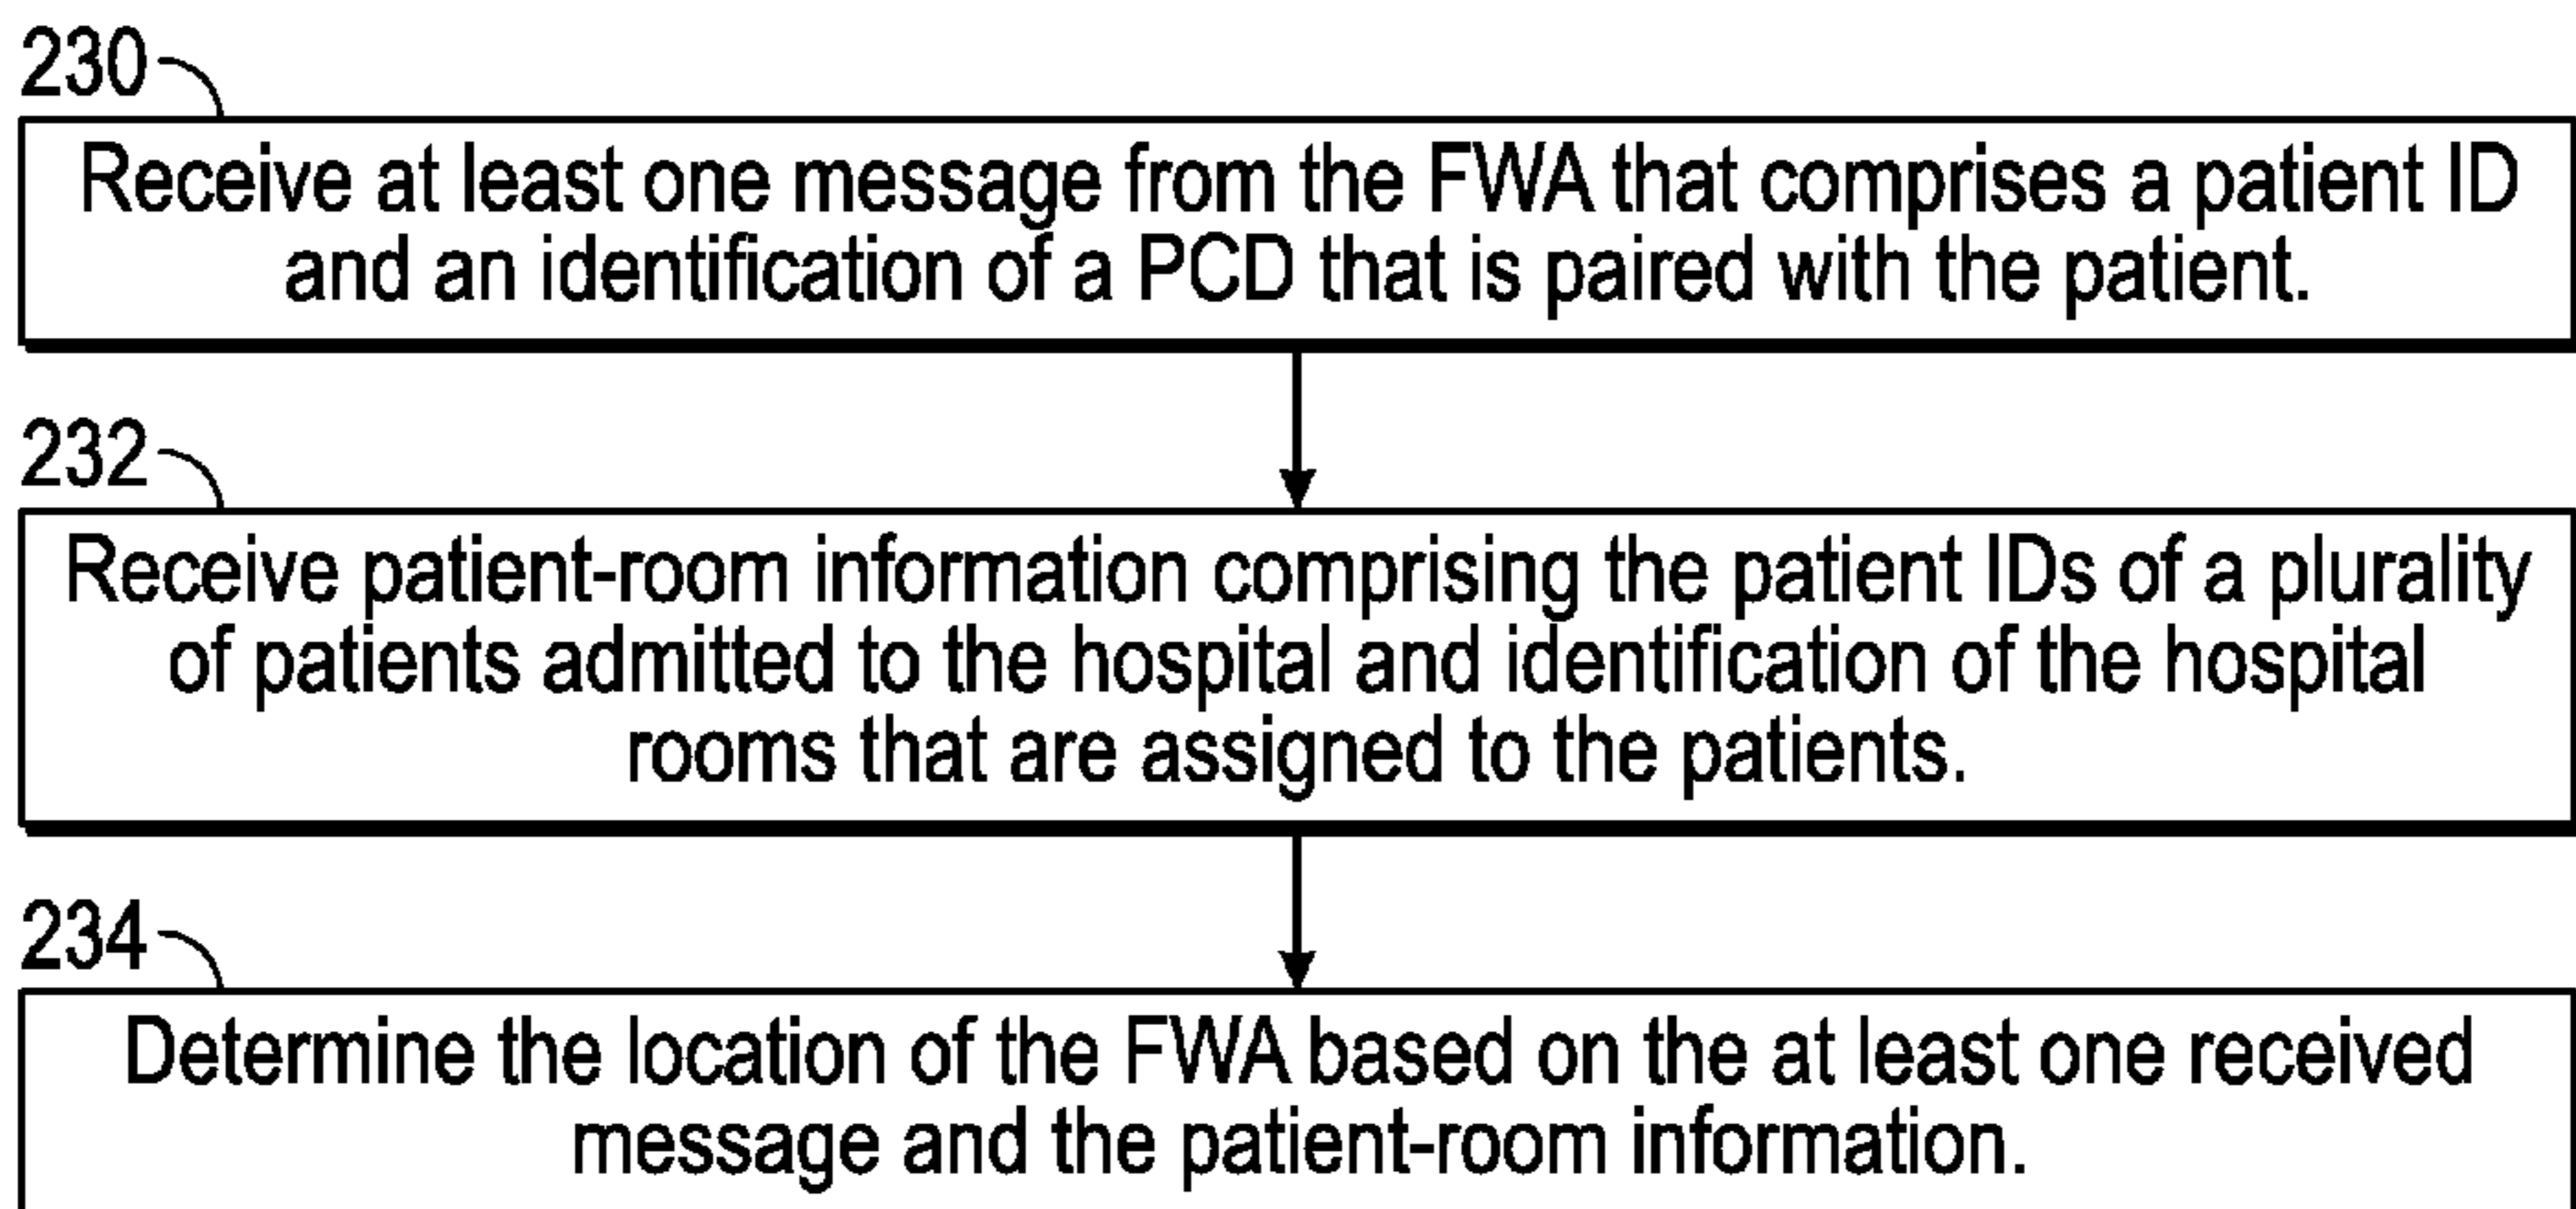 230
Receive at least one message from the FWA that comprises a patient ID
and an identification of a PCD that is paired with the patient.
232
Receive patient-room information comprising the patient IDs of a plurality
of patients admitted to the hospital and identification of the hospital
rooms that are assigned to the patients.
234
Determine the location of the FWA based on the at least one received
message and the patient-room information.